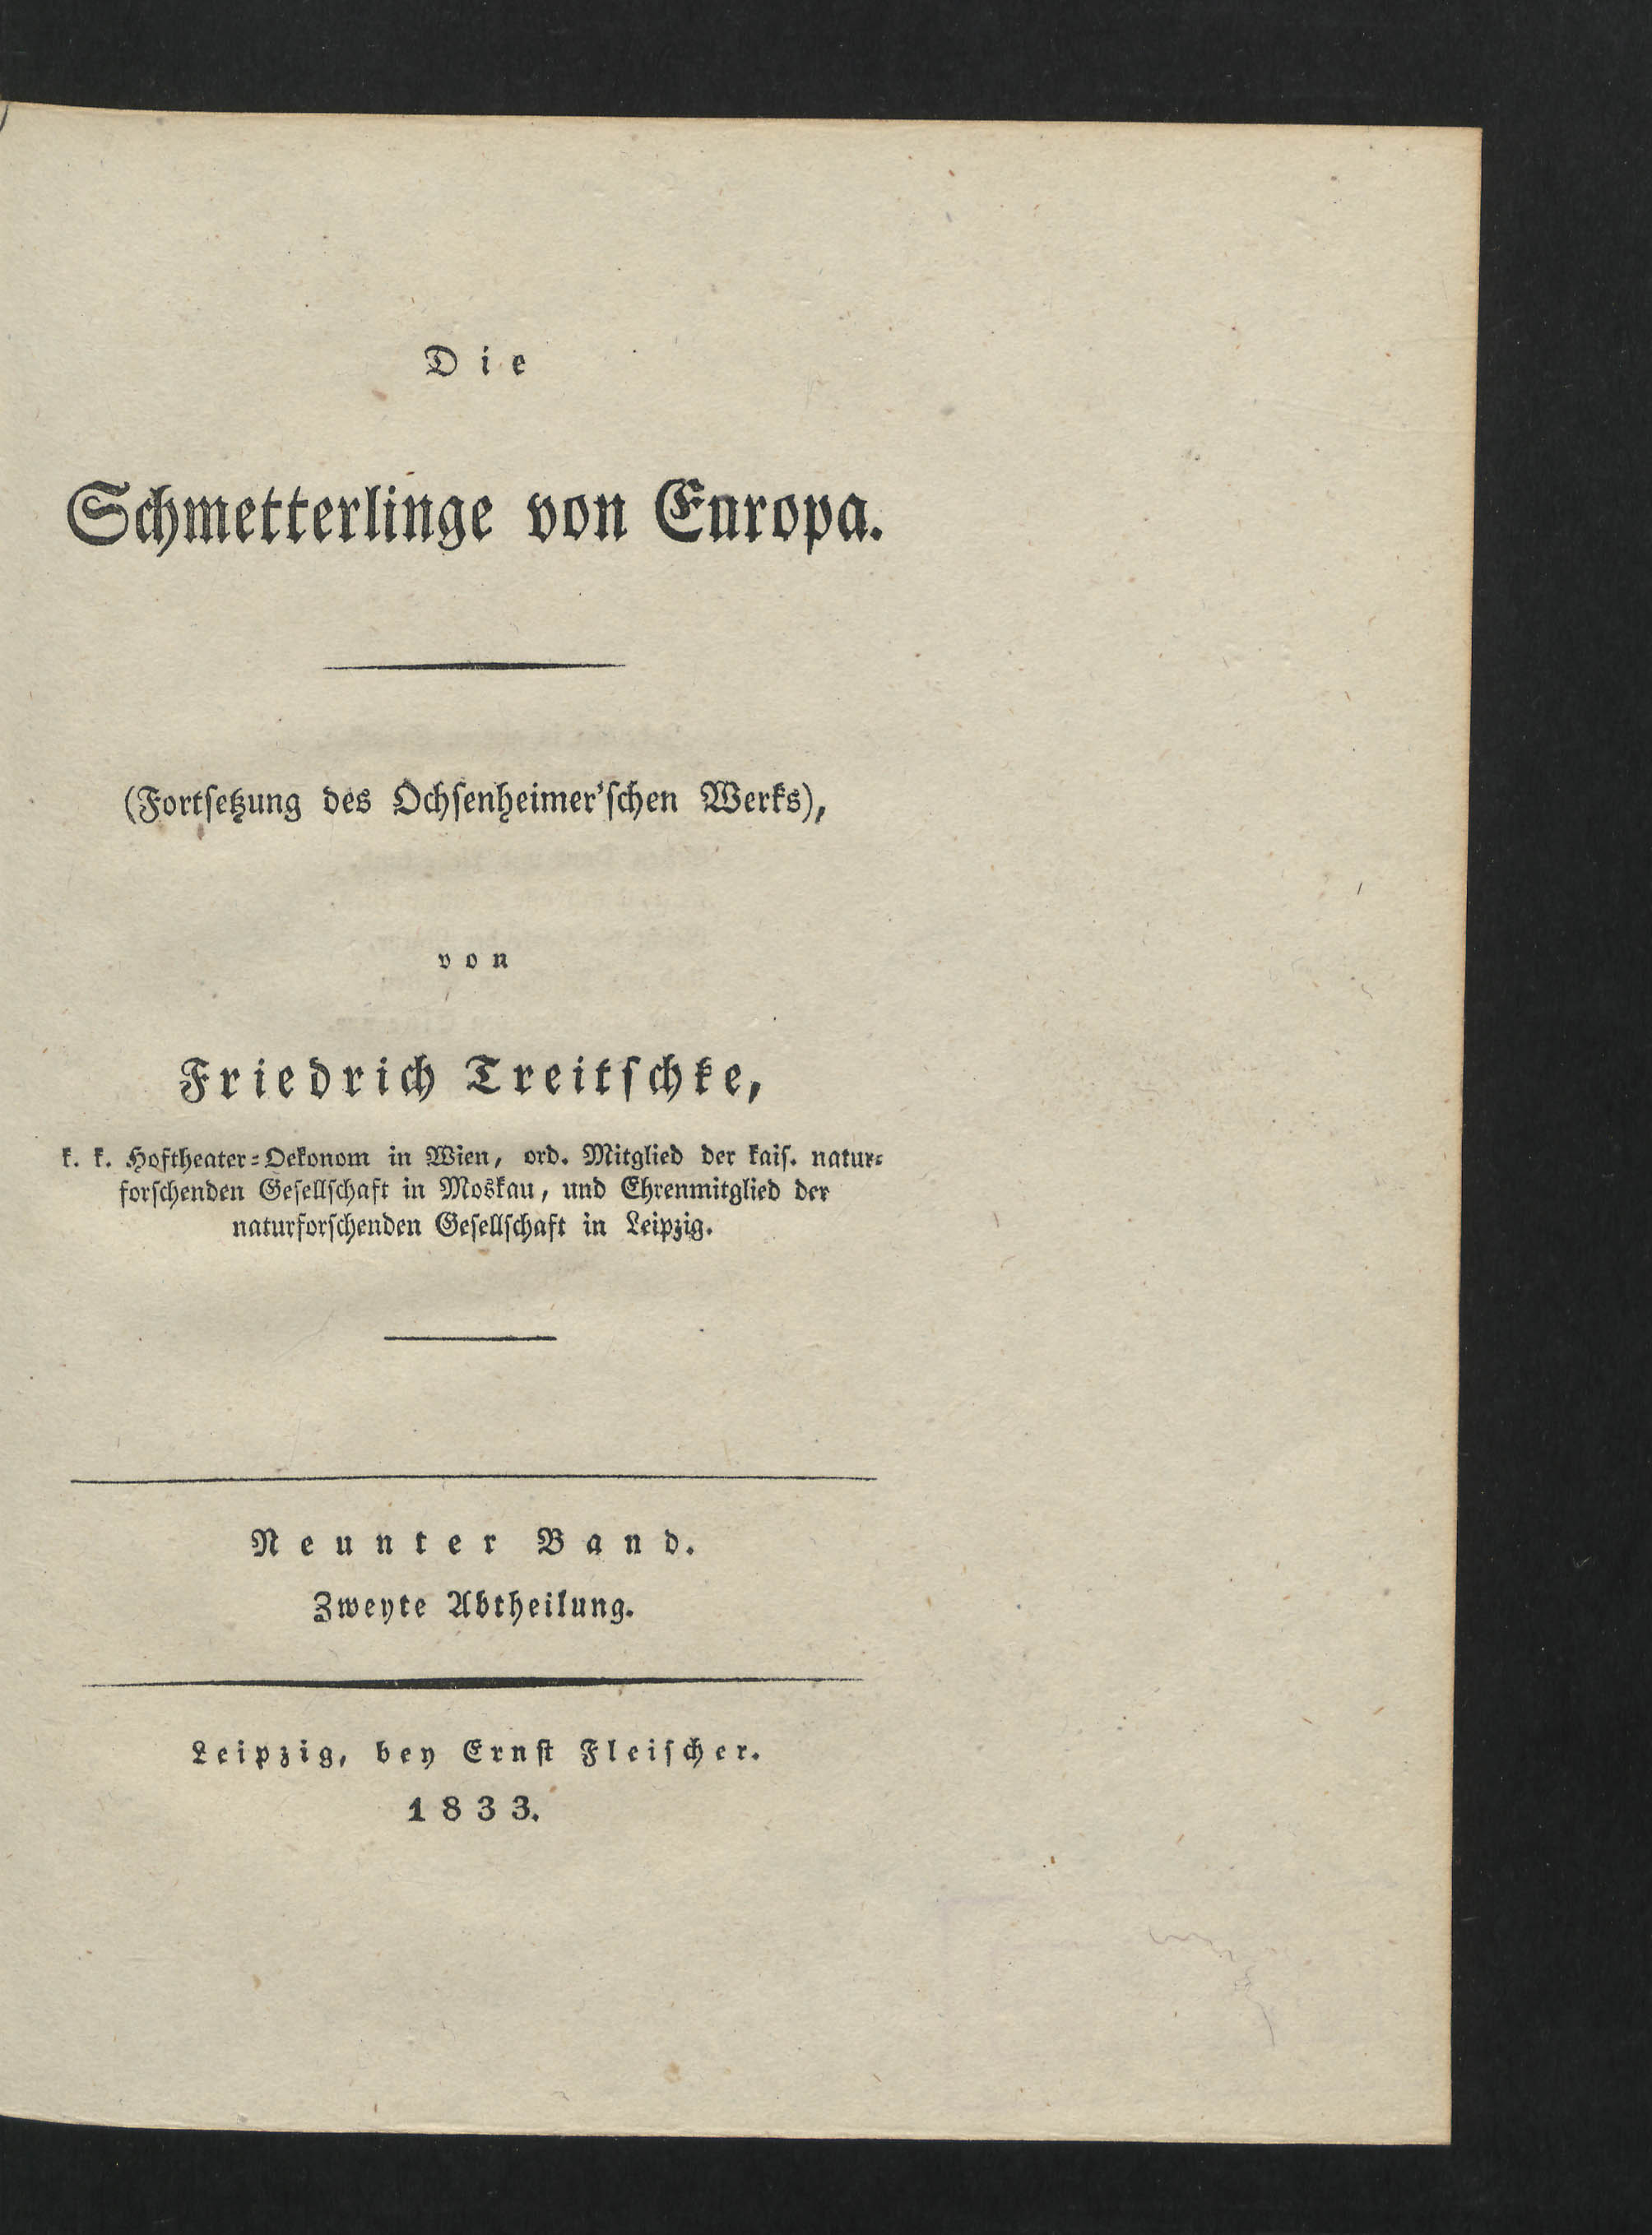 Die
Schmetterlinge von Europa.
(Fortsetzung des Ochsenheimer'schen Werks),
von
Friedrich Treitschke,
k. k. Hoftheater=Oekonom in Wien, ord. Mitglied der kais. natur=
forschenden Gesellschaft in Moskau, und Ehrenmitglied der
naturforschenden Gesellschaft in Leipzig.
Neunter Band.
Zweyte Abtheilung.
Leipzig, bey Ernst Fleischer.
1833.